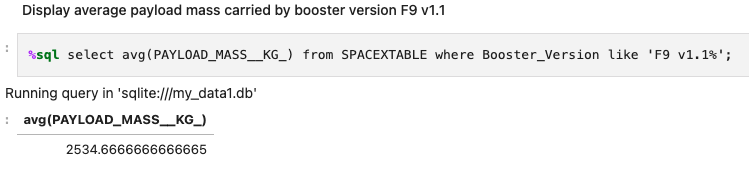 Display average payload mass carried by booster version F9 v1.1
: %sql select avg(PAYLOAD_MASS__KG_) from SPACEXTABLE where Booster_Version like 'F9 v1.1%';
Running query in 'sqlite:///my_data1.db'
: avg(PAYLOAD_MASS__KG_)
2534.6666666666665